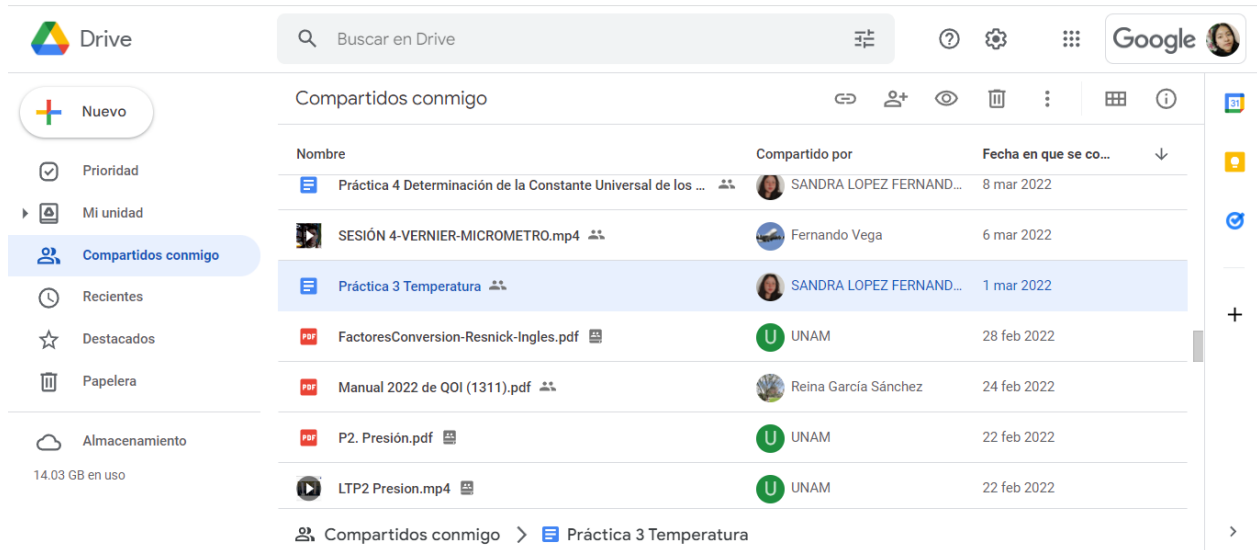 Drive
Buscar en Drive
Google
Nuevo
Compartidos conmigo
31
Nombre
Compartido por
Fecha en que se co...
Prioridad
Práctica 4 Determinación de la Constante Universal de los ...
SANDRA LOPEZ FERNAND...
8 mar 2022
Mi unidad
SESIÓN 4-VERNIER-MICROMETRO.mp4
Fernando Vega
6 mar 2022
Compartidos conmigo
Práctica 3 Temperatura
SANDRA LOPEZ FERNAND...
1 mar 2022
Recientes
Destacados
PDF
FactoresConversion-Resnick-Ingles.pdf
U
UNAM
28 feb 2022
Papelera
PDF
Manual 2022 de QOI (1311).pdf
Reina García Sánchez
24 feb 2022
Almacenamiento
PDF
P2. Presión.pdf
U
UNAM
22 feb 2022
14.03 GB en uso
LTP2 Presion.mp4
U
UNAM
22 feb 2022
Compartidos conmigo > Práctica 3 Temperatura